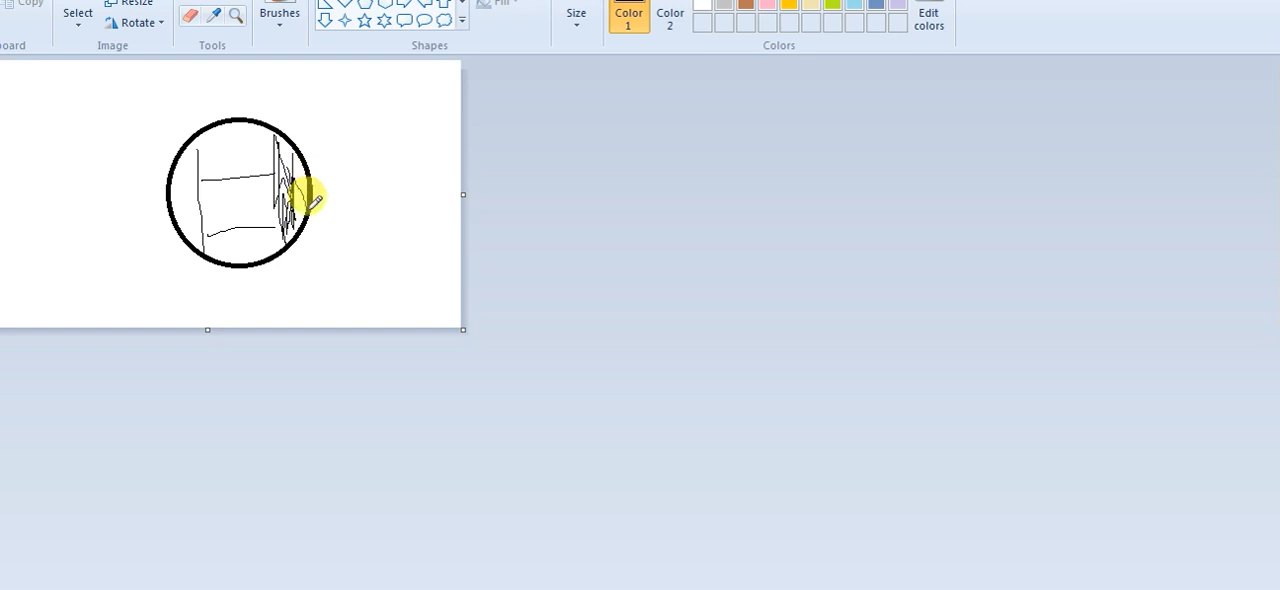 Copy
Resize
Select
Rotate
Brushes
Fill
Size
Color 1
Color 2
Edit colors
oard
Image
Tools
Shapes
Colors